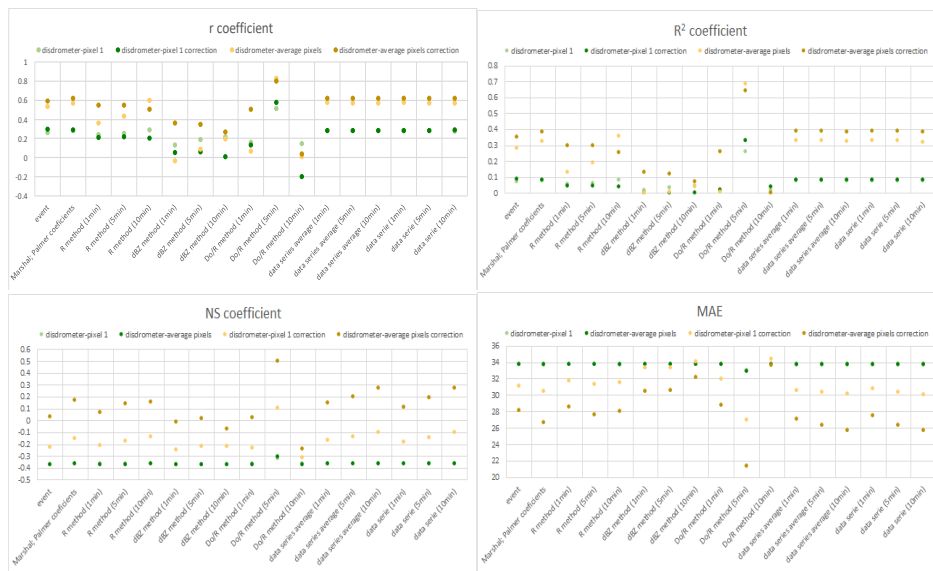 r coefficient
disdrometer-pixel 1 disdrometer-pixel 1 correction disdrometer-average pixels disdrometer-average pixels correction
1
0.8
0.6
0.4
0.2
0
-0.2
-0.4
event
Marshal; Palmer coeficients
R method (1min)
R method (5min)
R method (10min)
dBZ method (1min)
dBZ method (5min)
dBZ method (10min)
Do/R method (1min)
Do/R method (5min)
Do/R method (10min)
data series average (1min)
data series average (5min)
data series average (10min)
data serie (1min)
data serie (5min)
data serie (10min)
R² coefficient
disdrometer-pixel 1 disdrometer-pixel 1 correction disdrometer-average pixels disdrometer-average pixels correction
0.8
0.7
0.6
0.5
0.4
0.3
0.2
0.1
0
event
Marshal; Palmer coeficients
R method (1min)
R method (5min)
R method (10min)
dBZ method (1min)
dBZ method (5min)
dBZ method (10min)
Do/R method (1min)
Do/R method (5min)
Do/R method (10min)
data series average (1min)
data series average (5min)
data series average (10min)
data serie (1min)
data serie (5min)
data serie (10min)
NS coefficient
disdrometer-pixel 1 disdrometer-average pixels disdrometer-pixel 1 correction disdrometer-average pixels correction
0.6
0.5
0.4
0.3
0.2
0.1
0
-0.1
-0.2
-0.3
-0.4
-0.5
event
Marshal; Palmer coeficients
R method (1min)
R method (5min)
R method (10min)
dBZ method (1min)
dBZ method (5min)
dBZ method (10min)
Do/R method (1min)
Do/R method (5min)
Do/R method (10min)
data series average (1min)
data series average (5min)
data series average (10min)
data serie (1min)
data serie (5min)
data serie (10min)
MAE
disdrometer-pixel 1 disdrometer-average pixels disdrometer-pixel 1 correction disdrometer-average pixels correction
36
34
32
30
28
26
24
22
20
event
Marshal; Palmer coeficients
R method (1min)
R method (5min)
R method (10min)
dBZ method (1min)
dBZ method (5min)
dBZ method (10min)
Do/R method (1min)
Do/R method (5min)
Do/R method (10min)
data series average (1min)
data series average (5min)
data series average (10min)
data serie (1min)
data serie (5min)
data serie (10min)